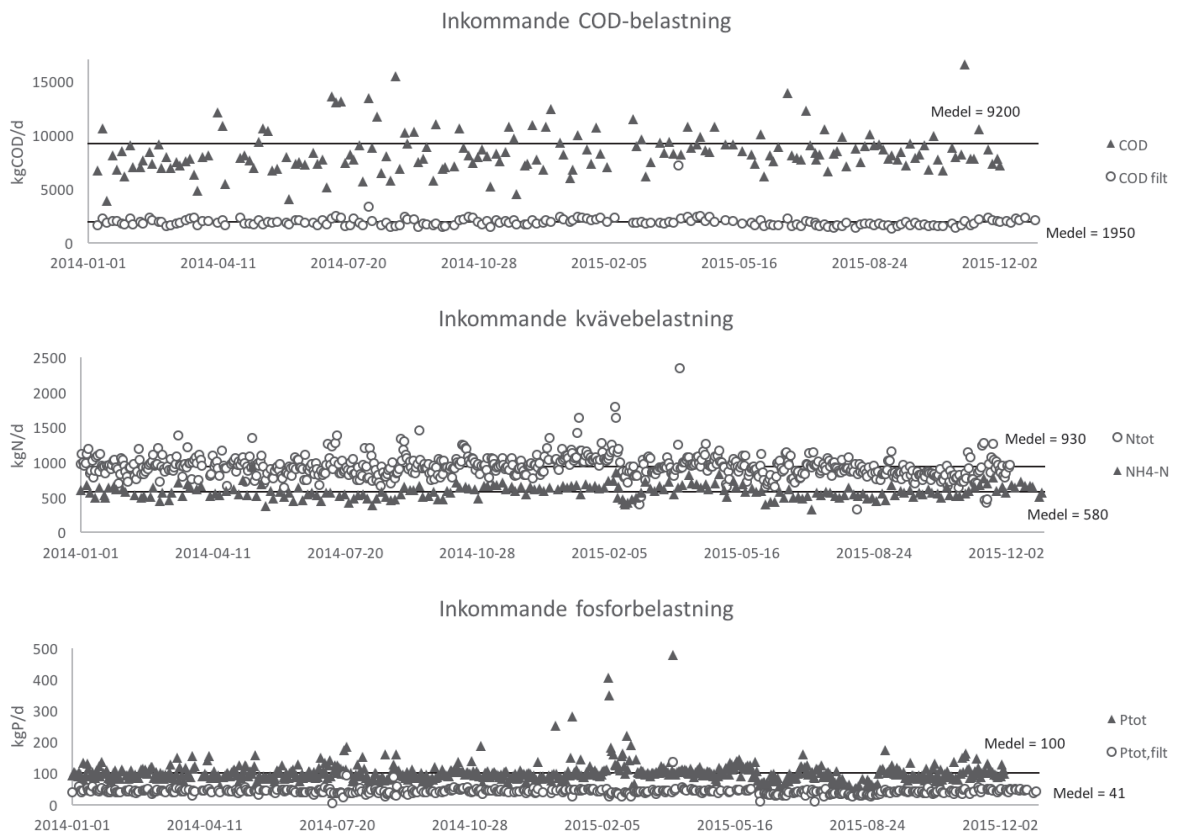 Inkommande COD-belastning
kgCOD/d
15000
10000
5000
0
Medel = 9200
COD
COD filt
Medel = 1950
2014-01-01 2014-04-11 2014-07-20 2014-10-28 2015-02-05 2015-05-16 2015-08-24 2015-12-02
Inkommande kvävebelastning
kgN/d
2500
2000
1500
1000
500
0
Medel = 930
Ntot
NH4-N
Medel = 580
2014-01-01 2014-04-11 2014-07-20 2014-10-28 2015-02-05 2015-05-16 2015-08-24 2015-12-02
Inkommande fosforbelastning
kgP/d
500
400
300
200
100
0
Ptot
Medel = 100
Ptot,filt
Medel = 41
2014-01-01 2014-04-11 2014-07-20 2014-10-28 2015-02-05 2015-05-16 2015-08-24 2015-12-02